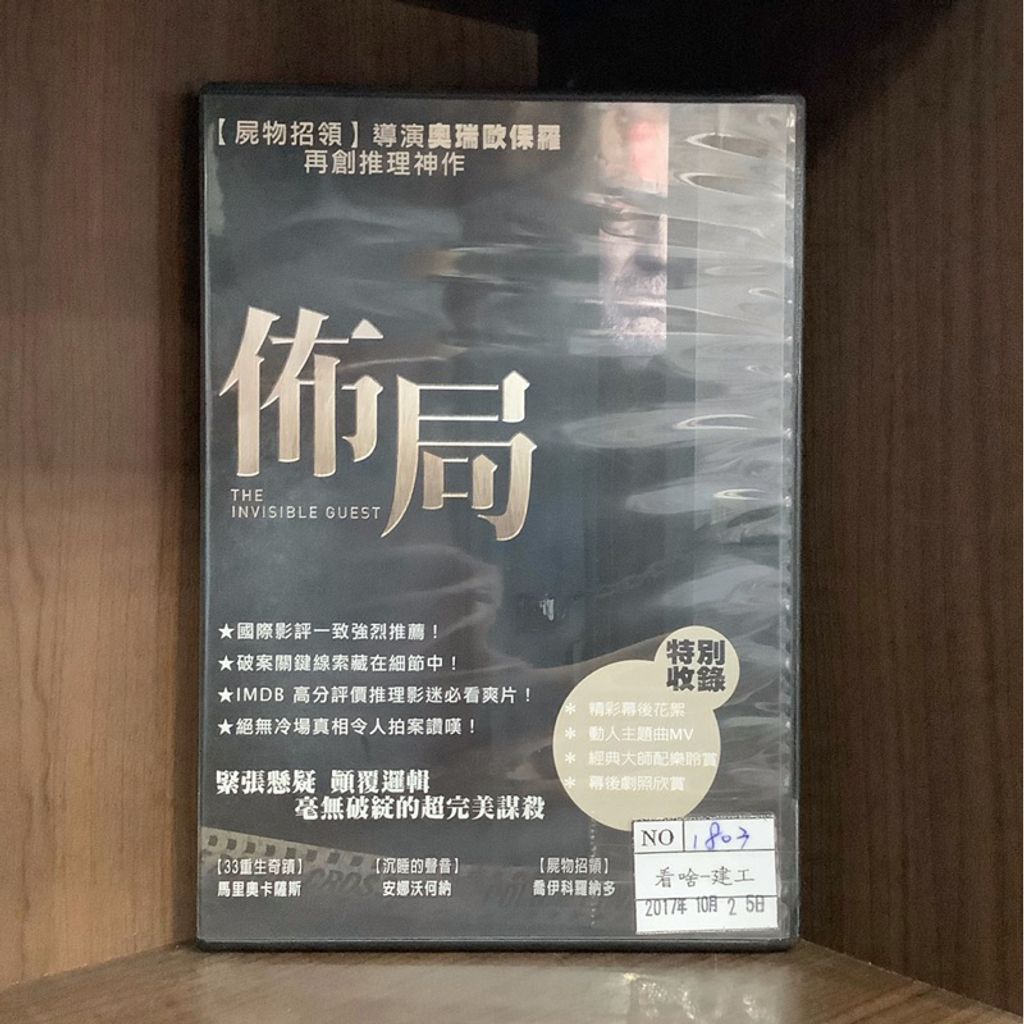 【屍物招領】導演奧瑞歐保羅
再創推理神作
佈局
THE
INVISIBLE GUEST
★國際影評一致強烈推薦！
★破案關鍵線索藏在細節中！
★IMDB 高分評價推理影迷必看爽片！
★絕無冷場真相令人拍案讚嘆！
特別
收錄
＊ 精彩幕後花絮
＊ 動人主題曲MV
＊ 經典大師配樂聆賞
＊ 幕後劇照欣賞
緊張懸疑 顛覆邏輯
毫無破綻的超完美謀殺
【33重生奇蹟】
馬里奧卡薩斯
【沉睡的聲音】
安娜沃何納
【屍物招領】
喬伊科羅納多
NO 1803
看啥-建工
2017年 10月 2 5日